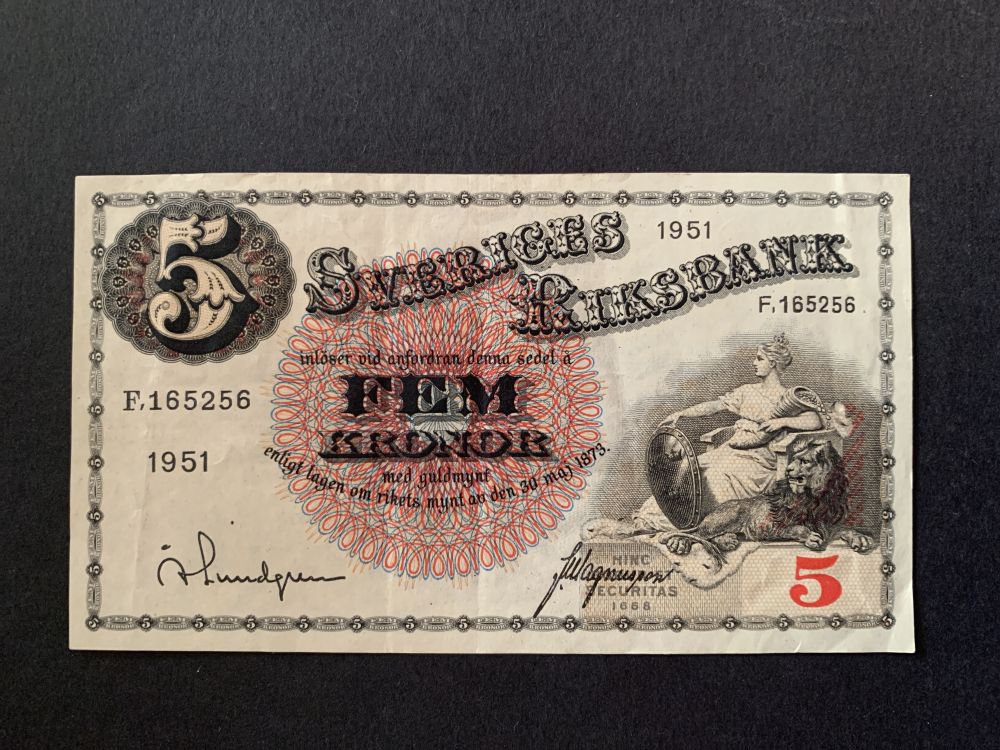 5
SVERIGES
1951
RIKSBANK
F,165256
inlöser vid anfordran denna sedel å
FEM
KRONOR
med guldmynt
enligt lagen om rikets mynt av den 30 maj 1873.
F,165256
1951
Lundgren
HINC
SECURITAS
1668
5